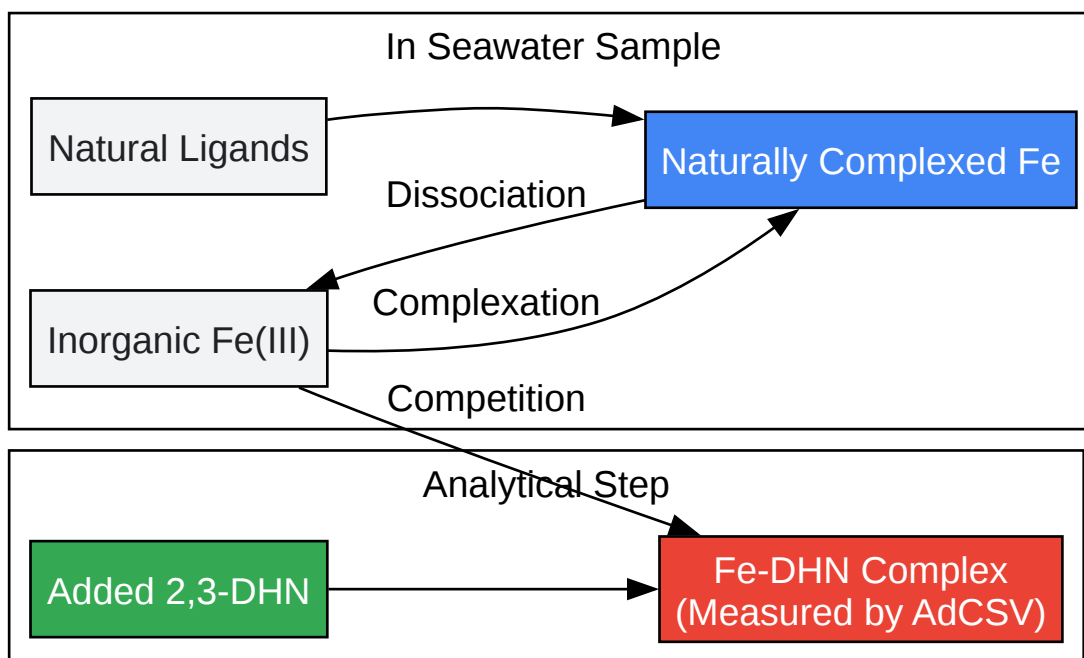 In Seawater Sample
Natural Ligands
Naturally Complexed Fe
Dissociation
Complexation
Inorganic Fe(III)
Competition
Analytical Step
Added 2,3-DHN
Fe-DHN Complex
(Measured by AdCSV)